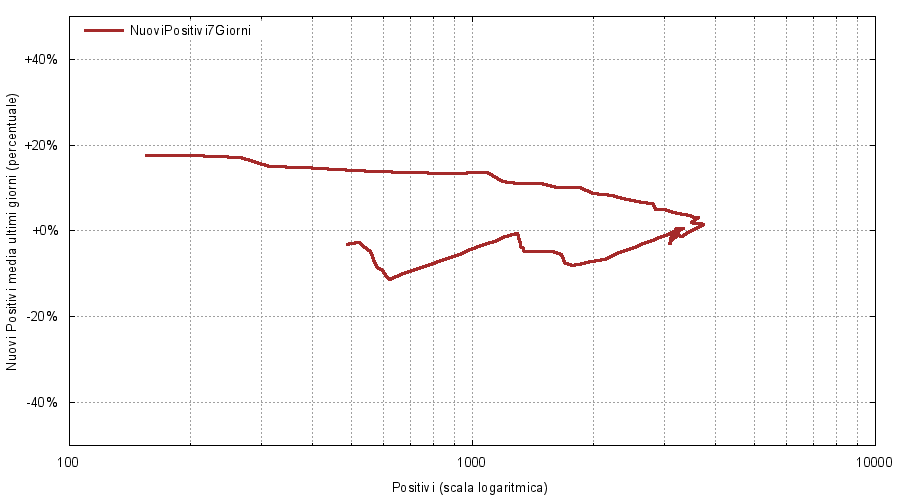 NuoviPositivi7Giorni
+40%
+20%
+0%
-20%
-40%
Nuovi Positivi media ultimi giorni (percentuale)
100
1000
10000
Positivi (scala logaritmica)